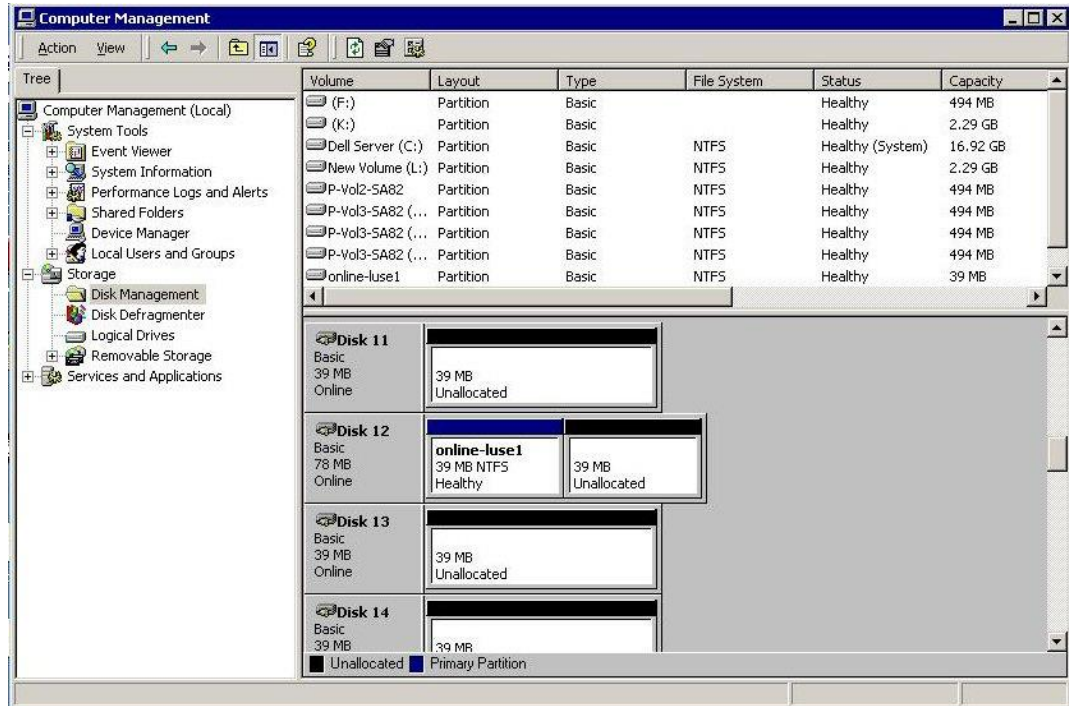 Computer Management
Action View
Tree
Computer Management (Local)
System Tools
Event Viewer
System Information
Performance Logs and Alerts
Shared Folders
Device Manager
Local Users and Groups
Storage
Disk Management
Disk Defragmenter
Logical Drives
Removable Storage
Services and Applications
Volume Layout Type File System Status Capacity
(F:) Partition Basic Healthy 494 MB
(K:) Partition Basic Healthy 2.29 GB
Dell Server (C:) Partition Basic NTFS Healthy (System) 16.92 GB
New Volume (L:) Partition Basic NTFS Healthy 2.29 GB
P-Vol2-SA82 Partition Basic NTFS Healthy 494 MB
P-Vol3-SA82 (... Partition Basic NTFS Healthy 494 MB
P-Vol3-SA82 (... Partition Basic NTFS Healthy 494 MB
P-Vol3-SA82 (... Partition Basic NTFS Healthy 494 MB
online-luse1 Partition Basic NTFS Healthy 39 MB
Disk 11
Basic
39 MB
Online
39 MB
Unallocated
Disk 12
Basic
78 MB
Online
online-luse1
39 MB NTFS
Healthy
39 MB
Unallocated
Disk 13
Basic
39 MB
Online
39 MB
Unallocated
Disk 14
Basic
39 MB
39 MB
Unallocated Primary Partition